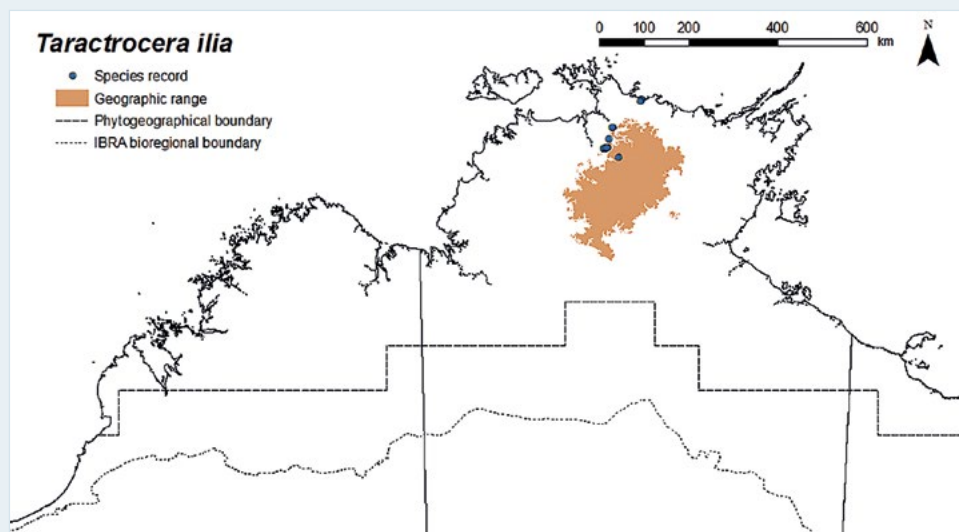 Taractrocera ilia
Species record
Geographic range
Phytogeographical boundary
IBRA bioregional boundary
0 100 200 400 600
km
N